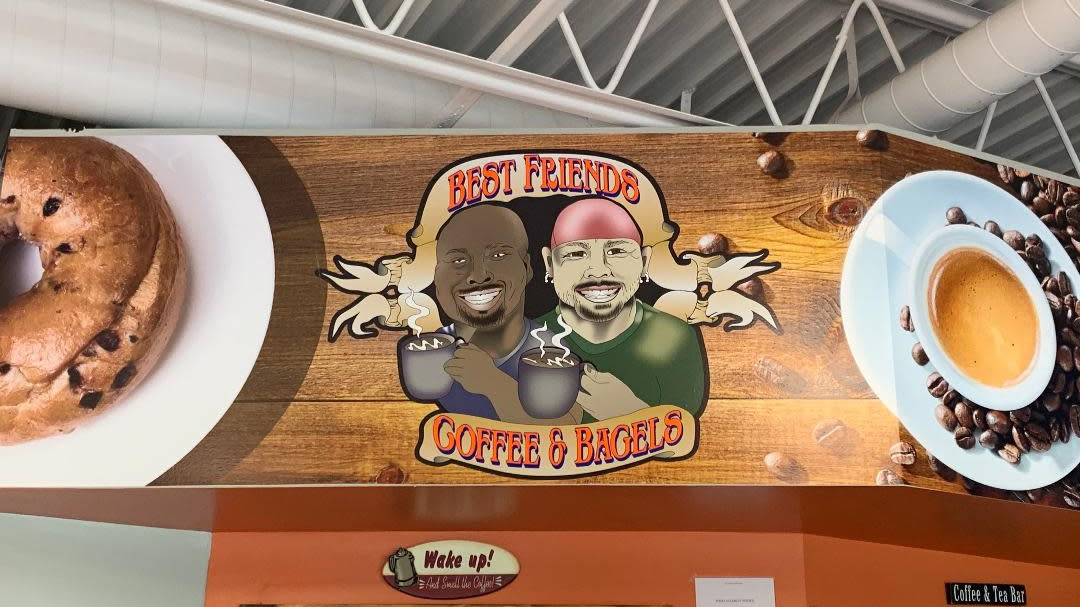 BEST FRIENDS
COFFEE & BAGELS
Wake up!
And Smell the Coffee!
Coffee & Tea Bar